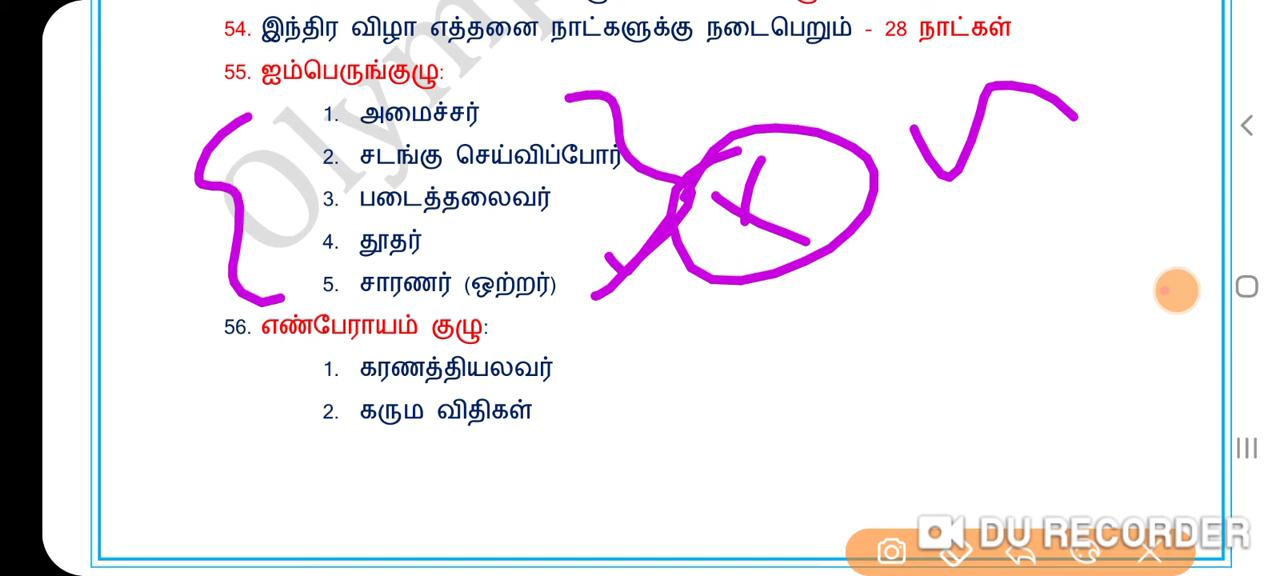 54. இந்திர விழா எத்தனை நாட்களுக்கு நடைபெறும் - 28 நாட்கள்
55. ஐம்பெருங்குழு:
1. அமைச்சர்
2. சடங்கு செய்விப்போர்
3. படைத்தலைவர்
4. தூதர்
5. சாரணர் (ஒற்றர்)
56. எண்பேராயம் குழு:
1. கரணத்தியலவர்
2. கரும விதிகள்
Olymp
DU RECORDER